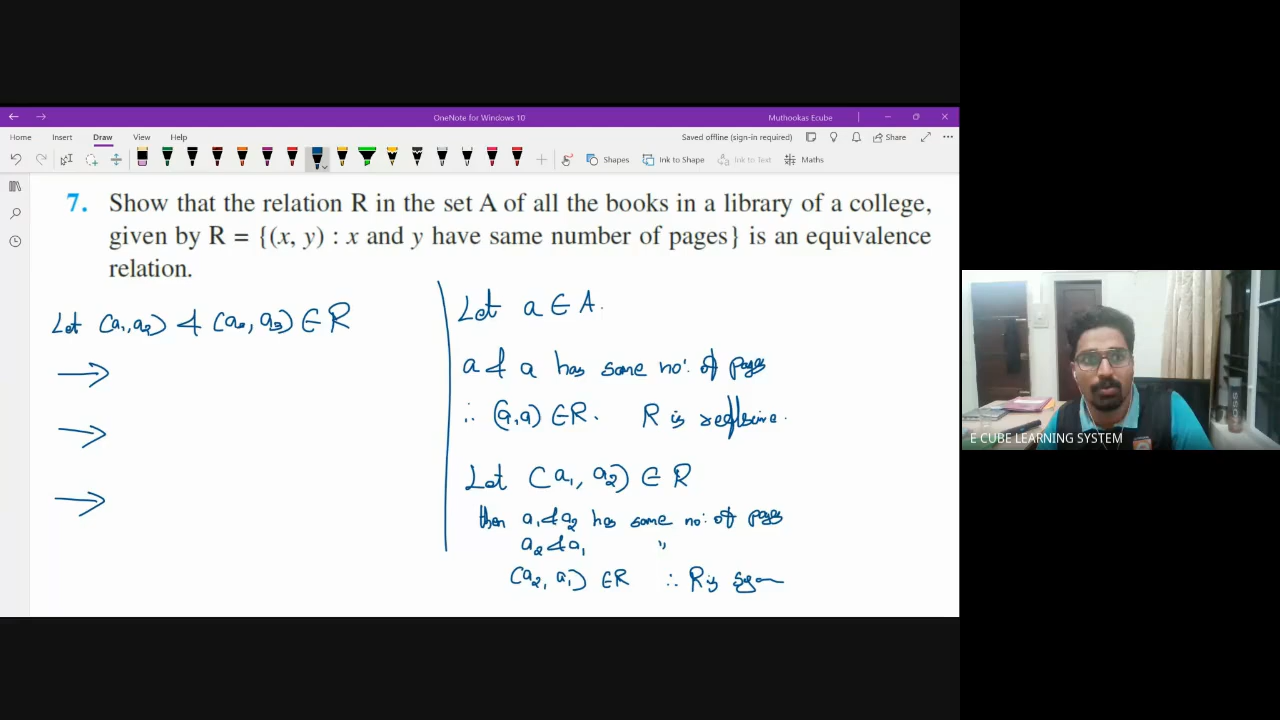 OneNote for Windows 10
Muthookas Ecube
Home Insert Draw View Help
Saved offline (sign-in required)
Share
Shapes
Ink to Shape
Ink to Text
Maths
7. Show that the relation R in the set A of all the books in a library of a college,
given by R = {(x, y) : x and y have same number of pages} is an equivalence
relation.
Let (a₁,a₂) & (a₂, a₃) ∈ R
→
→
→
Let a ∈ A.
a & a has same no: of pages
∴ (a,a) ∈ R. R is reflexive.
Let (a₁, a₂) ∈ R
then a₁ & a₂ has same no: of pages
a₂ & a₁ "
(a₂, a₁) ∈ R ∴ R is sym
E CUBE LEARNING SYSTEM